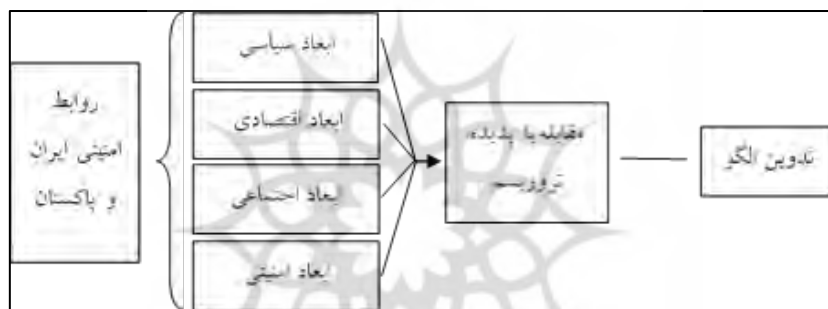 روابط
امنیتی ایران
و پاکستان
ابعاد سیاسی
ابعاد اقتصادی
ابعاد اجتماعی
ابعاد امنیتی
مقابله با پدیده
تروریسم
تدوین الگو